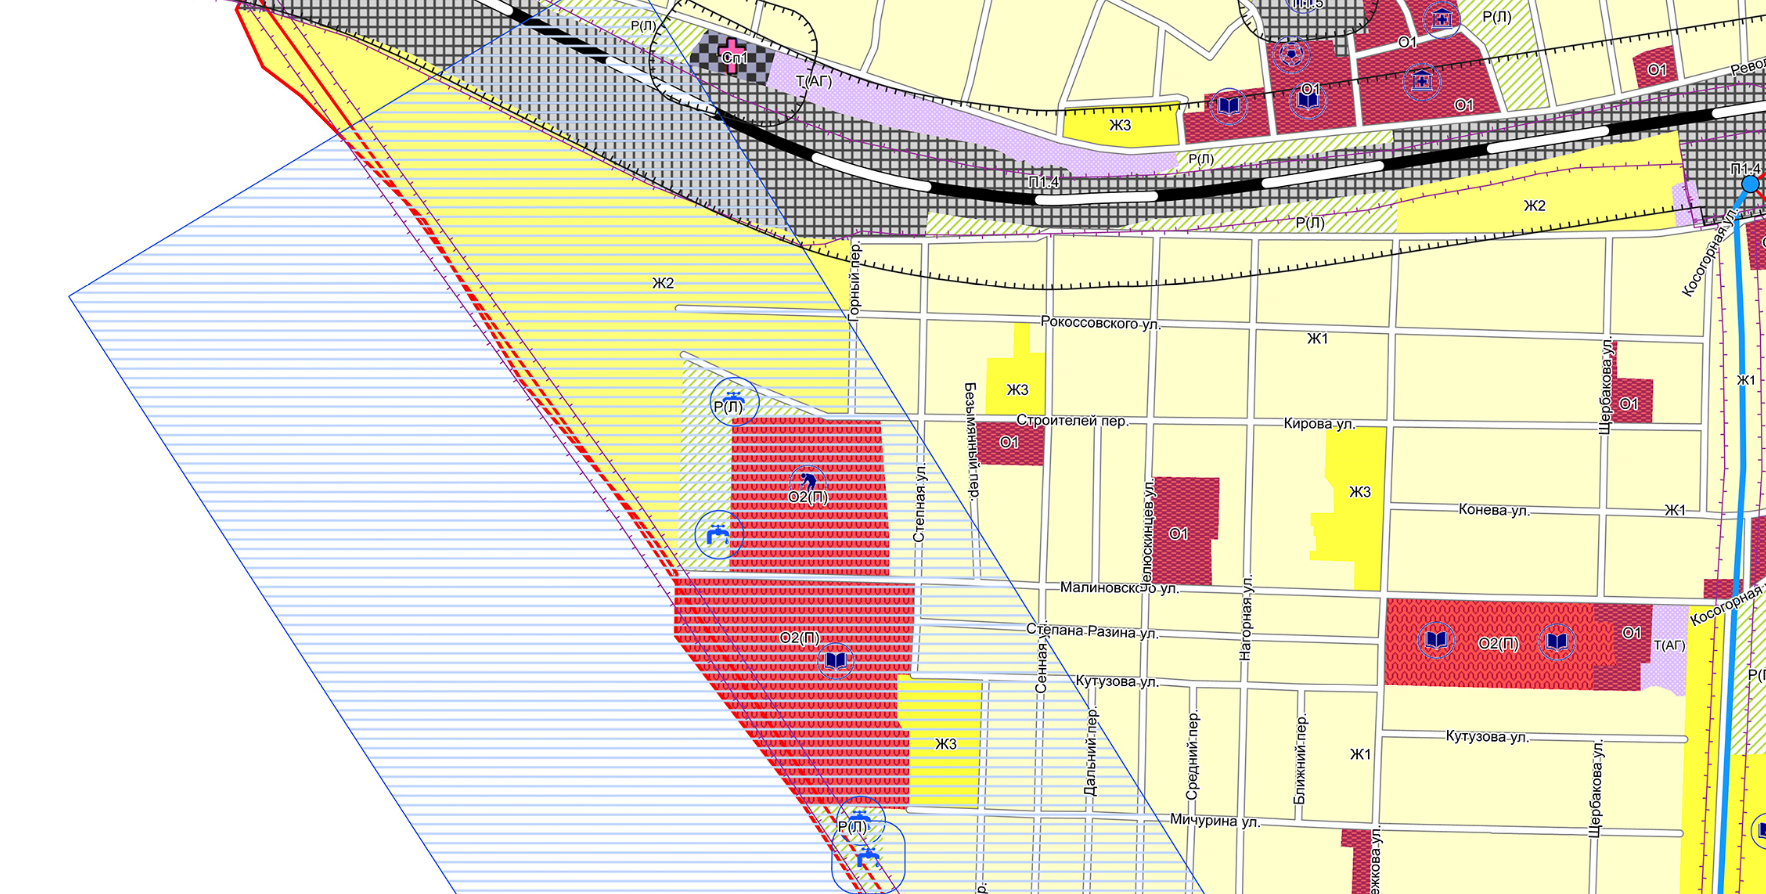 П1.5
Р(Л)
Р(Л)
О1
Сп1
О1
Т(АГ)
О1
О1
Ж3
Р(Л)
П1.4
П1.4
Ж2
Р(Л)
Косогорная ул.
Горный пер.
Ж2
Рокоссовского ул.
Ж1
Ж1
Щербакова ул.
Ж3
Безымянный пер.
О1
Р(Л)
Строителей пер.
Кирова ул.
О1
Степная ул.
О2(П)
Челюскинцев ул.
Ж3
Конева ул.
Ж1
О1
Малиновского ул.
Нагорная ул.
Косогорная
Степана Разина ул.
О2(П)
Сенная ул.
О2(П)
О1
Т(АГ)
Кутузова ул.
Дальний пер.
Средний пер.
Ближний пер.
Ж3
Кутузова ул.
Ж1
Щербакова ул.
Р(Л)
Мичурина ул.